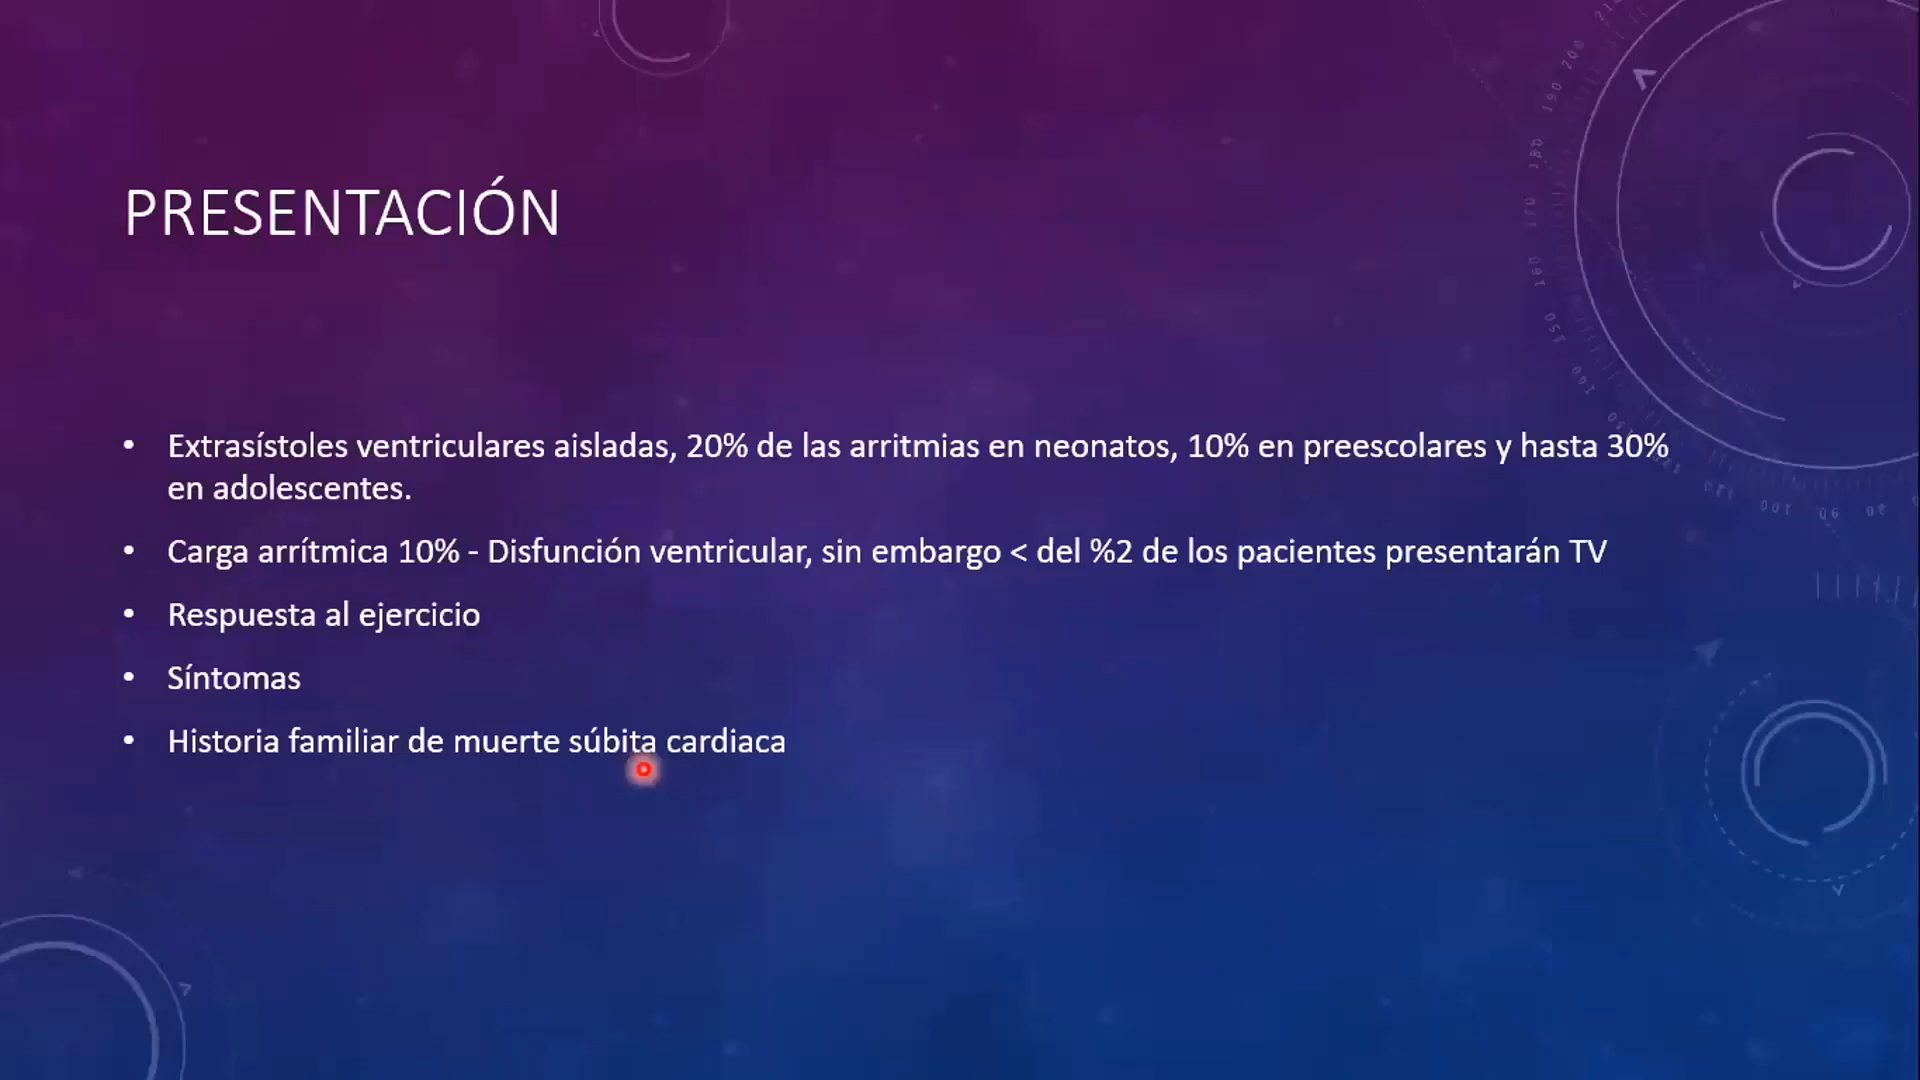 PRESENTACIÓN
• Extrasístoles ventriculares aisladas, 20% de las arritmias en neonatos, 10% en preescolares y hasta 30%
en adolescentes.
• Carga arrítmica 10% - Disfunción ventricular, sin embargo < del %2 de los pacientes presentarán TV
• Respuesta al ejercicio
• Síntomas
• Historia familiar de muerte súbita cardiaca